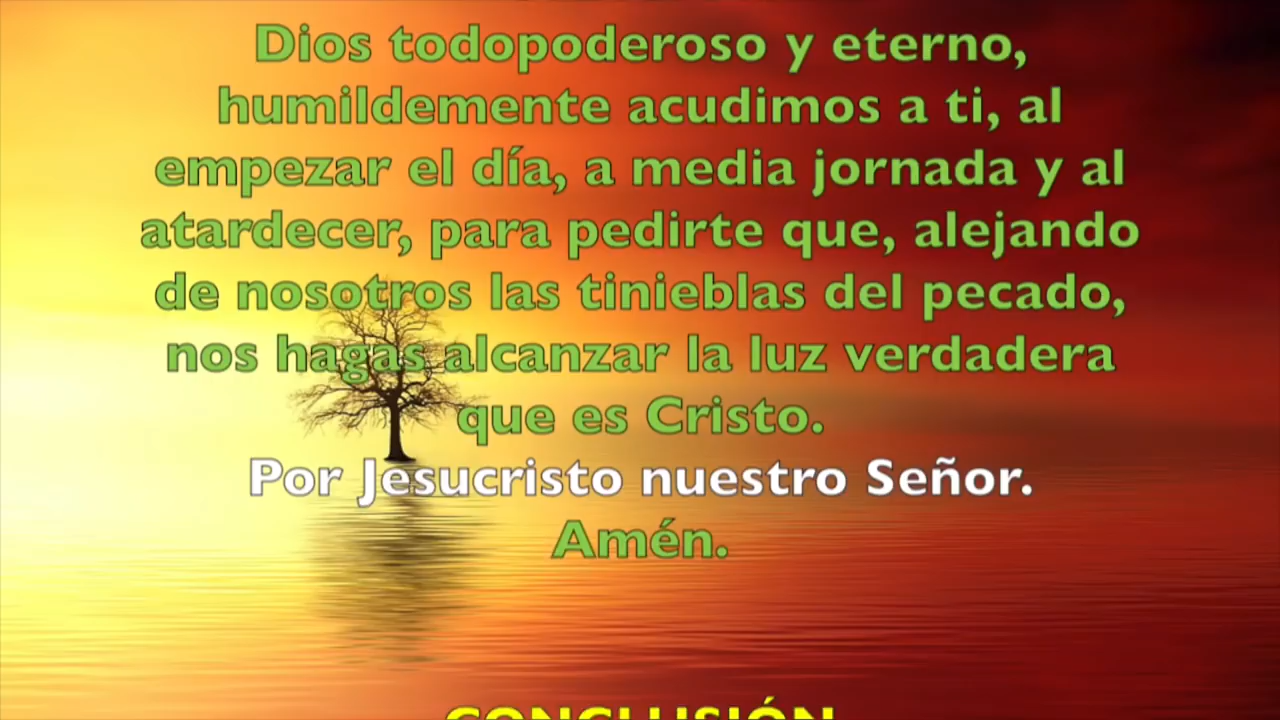 Dios todopoderoso y eterno,
humildemente acudimos a ti, al
empezar el día, a media jornada y al
atardecer, para pedirte que, alejando
de nosotros las tinieblas del pecado,
nos hagas alcanzar la luz verdadera
que es Cristo.
Por Jesucristo nuestro Señor.
Amén.
CONCLUSIÓN